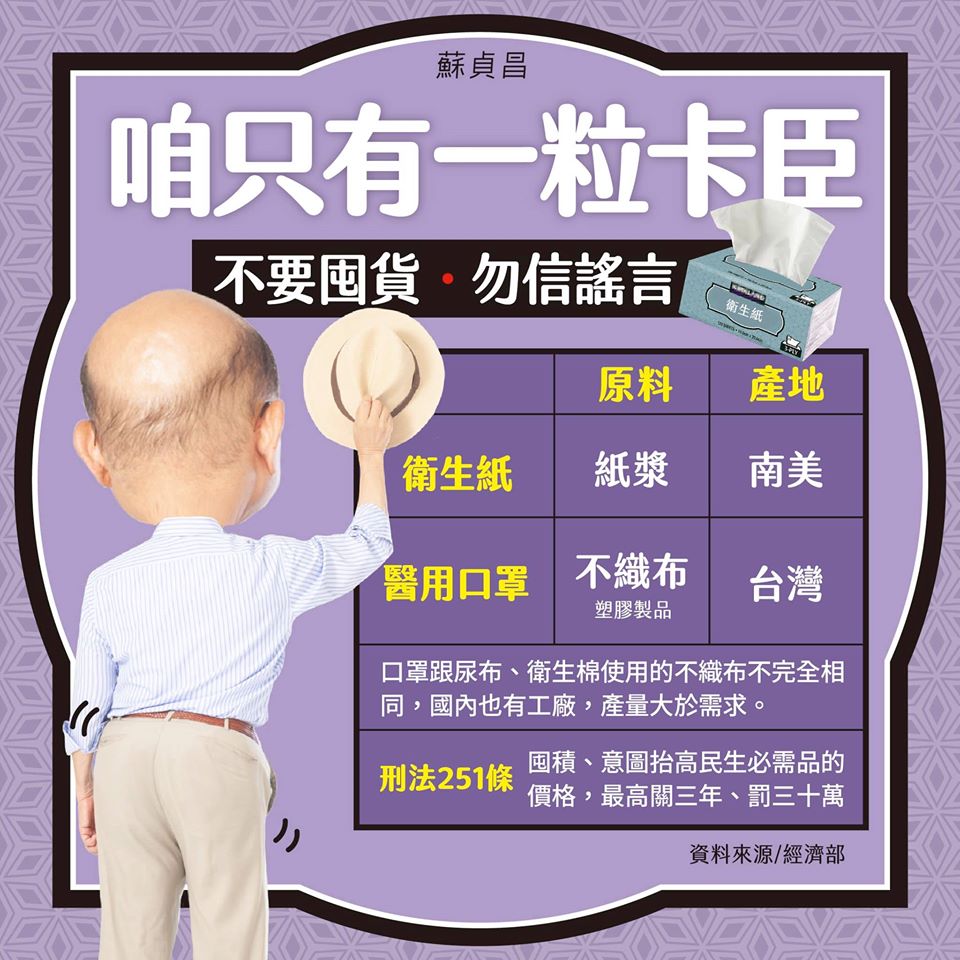 蘇貞昌
咱只有一粒卡臣
不要囤貨・勿信謠言
衛生紙
3-PLY
原料 產地
衛生紙 紙漿 南美
醫用口罩 不織布 台灣
塑膠製品
口罩跟尿布、衛生棉使用的不織布不完全相
同，國內也有工廠，產量大於需求。
刑法251條 囤積、意圖抬高民生必需品的
價格，最高關三年、罰三十萬
資料來源/經濟部